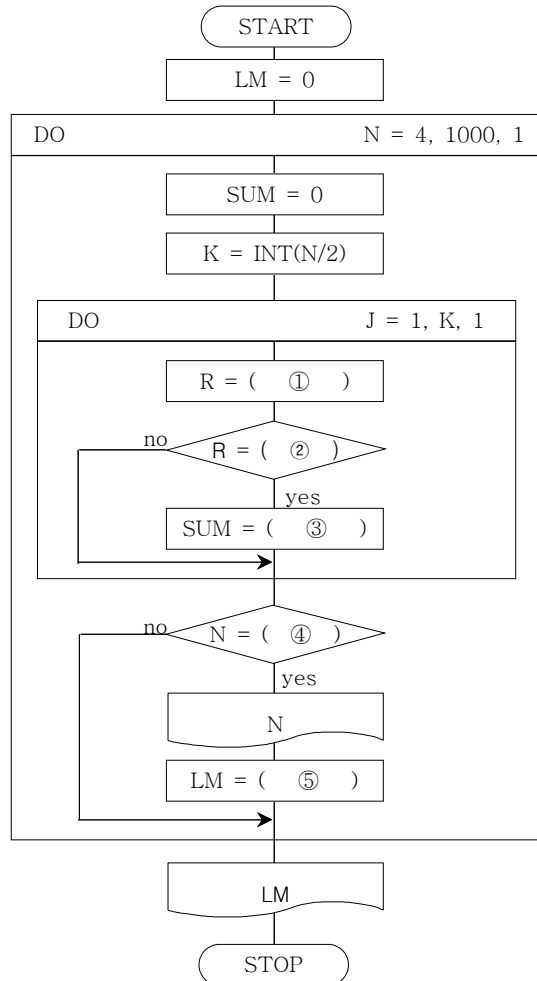 START
LM = 0
DO N = 4, 1000, 1
SUM = 0
K = INT(N/2)
DO J = 1, K, 1
R = ( ① )
no
R = ( ② )
yes
SUM = ( ③ )
no
N = ( ④ )
yes
N
LM = ( ⑤ )
LM
STOP